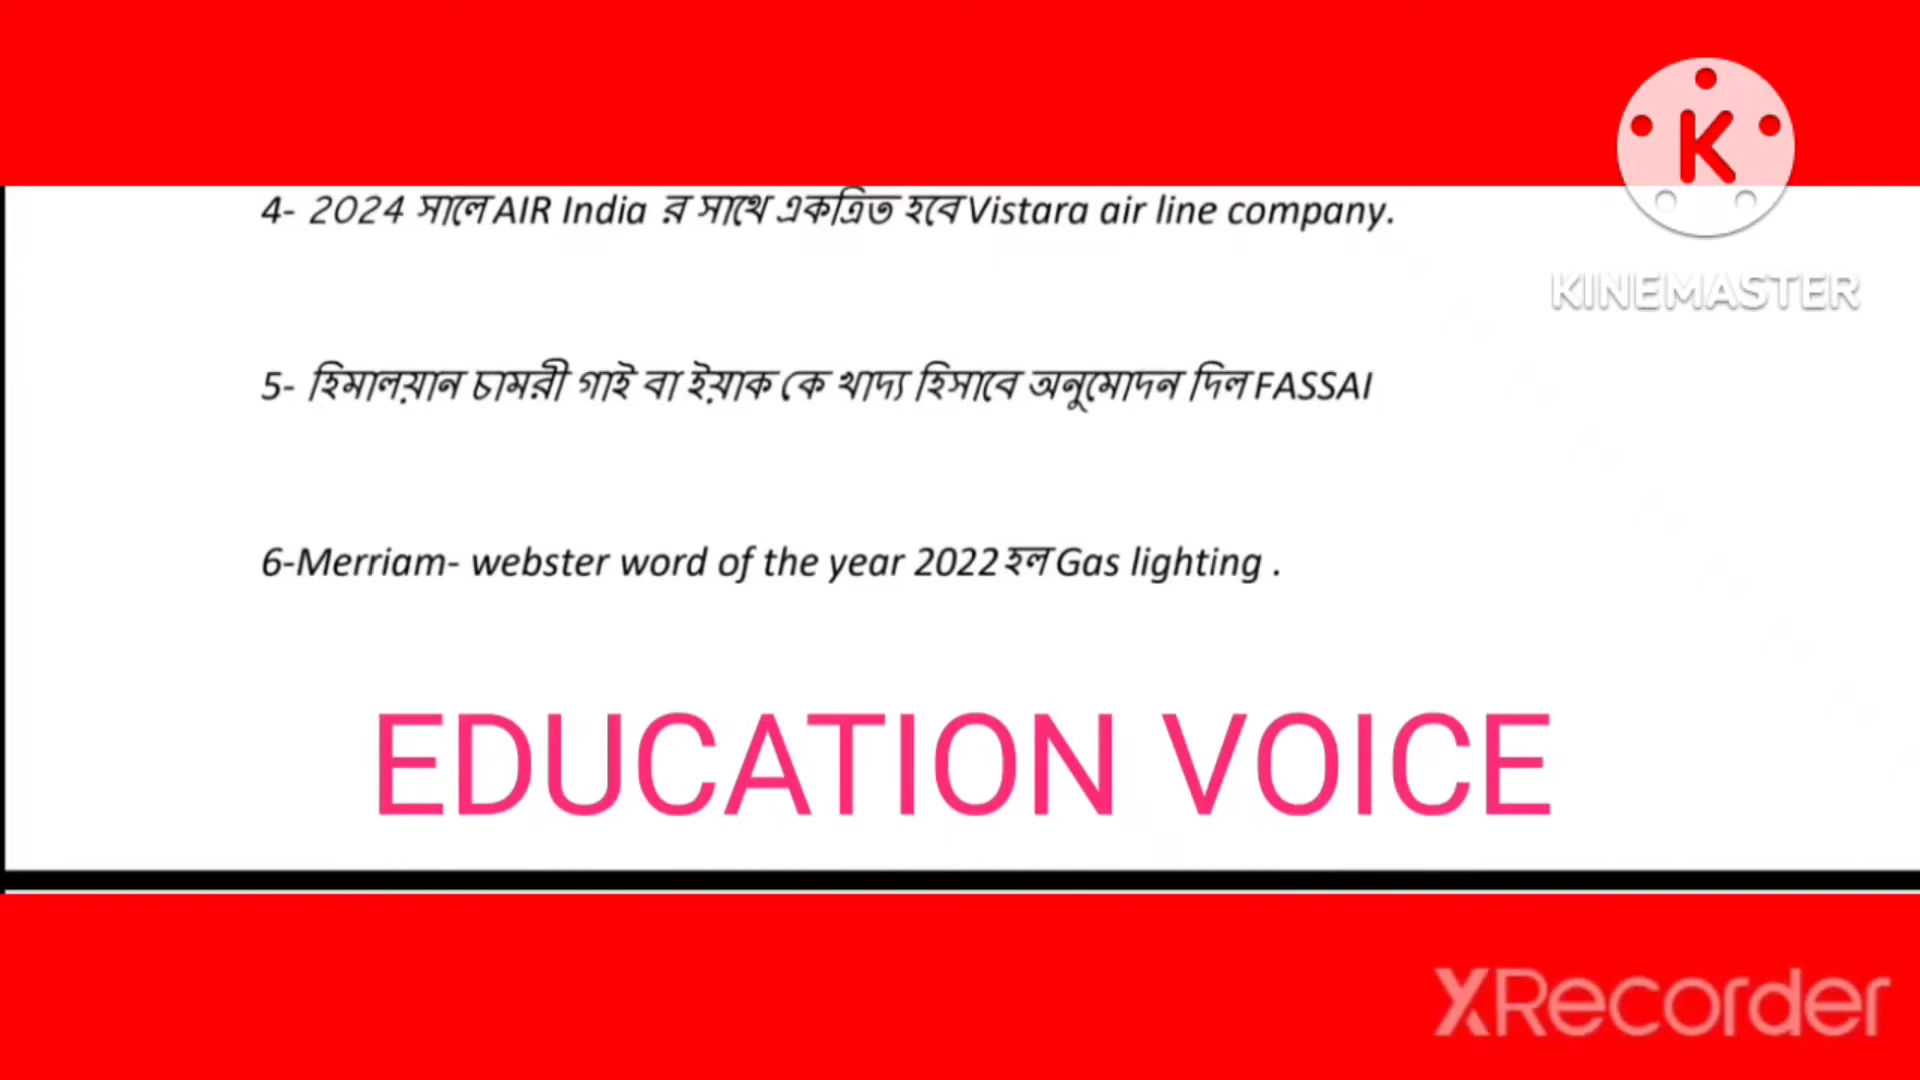 K
KINEMASTER
4- 2024 সালে AIR India র সাথে একত্রিত হবে Vistara air line company.
5- হিমালয়ান চামরী গাই বা ইয়াক কে খাদ্য হিসাবে অনুমোদন দিল FASSAI
6-Merriam- webster word of the year 2022 হল Gas lighting .
EDUCATION VOICE
XRecorder